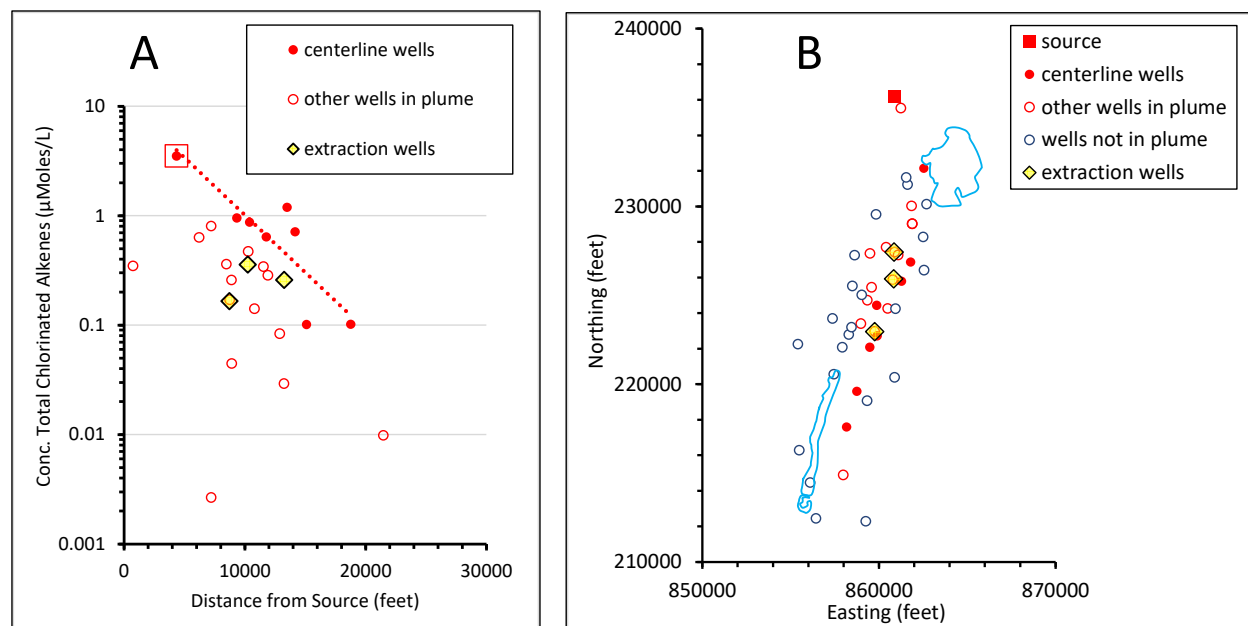 A
centerline wells
other wells in plume
extraction wells
Conc. Total Chlorinated Alkenes (µMoles/L)
10
1
0.1
0.01
0.001
0
10000
20000
30000
Distance from Source (feet)
B
source
centerline wells
other wells in plume
wells not in plume
extraction wells
Northing (feet)
240000
230000
220000
210000
850000
860000
870000
Easting (feet)